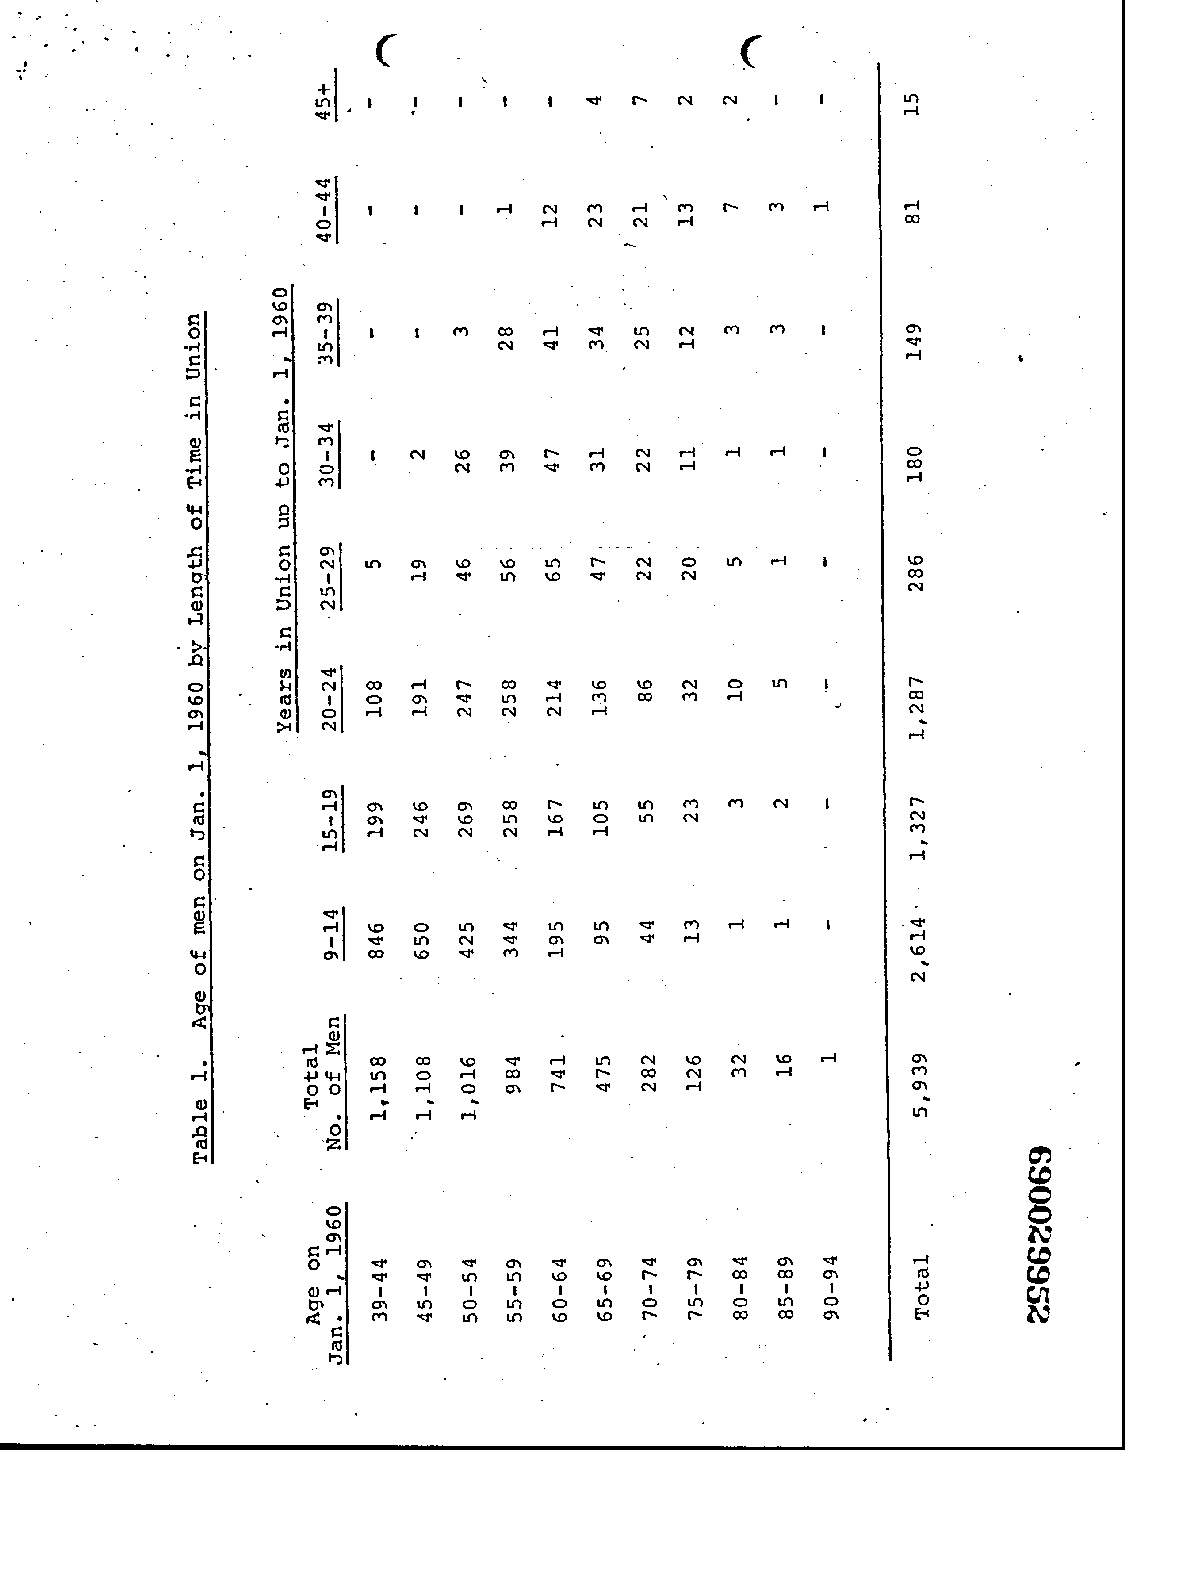 Table 1. Age of men on Jan. 1, 1960 by Length of Time in Union
Years in Union up to Jan. 1, 1960
Age on Total
Jan. 1, 1960 No. of Men 9-14 15-19 20-24 25-29 30-34 35-39 40-44 45+
39-44 1,158 846 199 108 5 - - - -
45-49 1,108 650 246 191 19 2 - - -
50-54 1,016 425 269 247 46 26 3 - -
55-59 984 344 258 258 56 39 28 1 -
60-64 741 195 167 214 65 47 41 12 -
65-69 475 95 105 136 47 31 34 23 4
70-74 282 44 55 86 22 22 25 21 7
75-79 126 13 23 32 20 11 12 13 2
80-84 32 1 3 10 5 1 3 7 2
85-89 16 1 2 5 1 1 3 3 -
90-94 1 - - - - - - 1 -
Total 5,939 2,614 1,327 1,287 286 180 149 81 15
6900299952